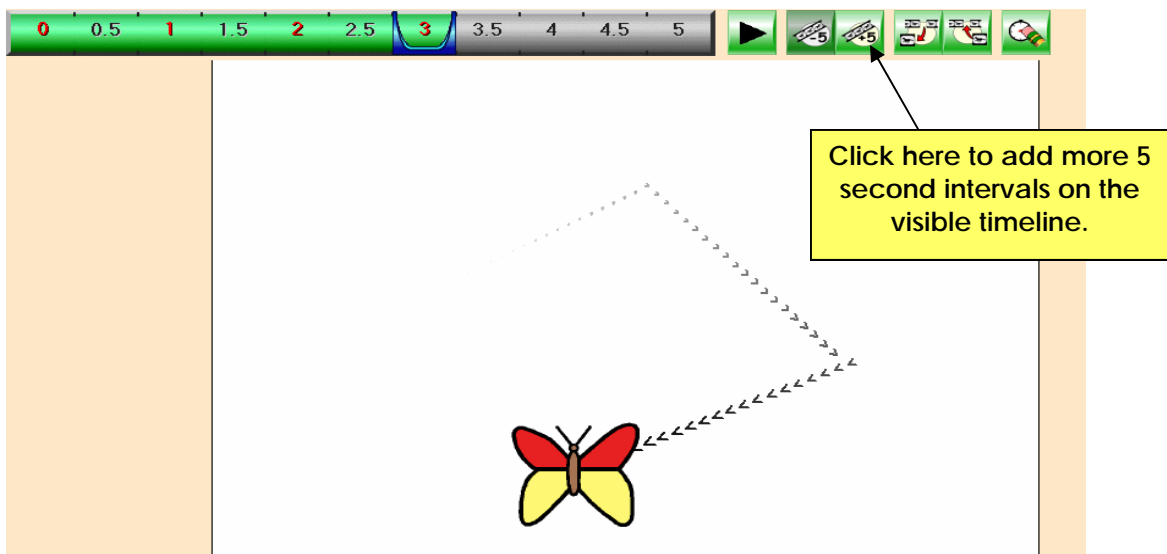 0 0.5 1 1.5 2 2.5 3 3.5 4 4.5 5 -5 +5
Click here to add more 5
second intervals on the
visible timeline.